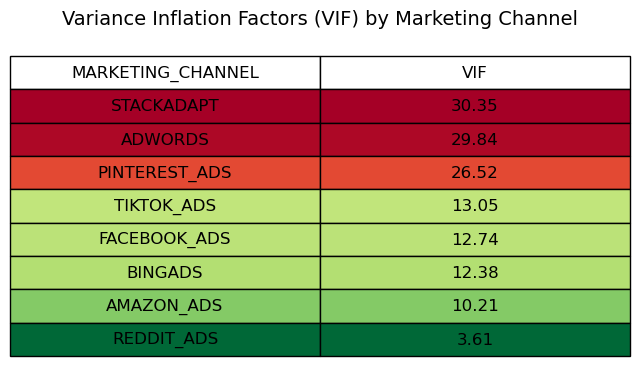 Variance Inflation Factors (VIF) by Marketing Channel
MARKETING_CHANNEL VIF
STACKADAPT 30.35
ADWORDS 29.84
PINTEREST_ADS 26.52
TIKTOK_ADS 13.05
FACEBOOK_ADS 12.74
BINGADS 12.38
AMAZON_ADS 10.21
REDDIT_ADS 3.61